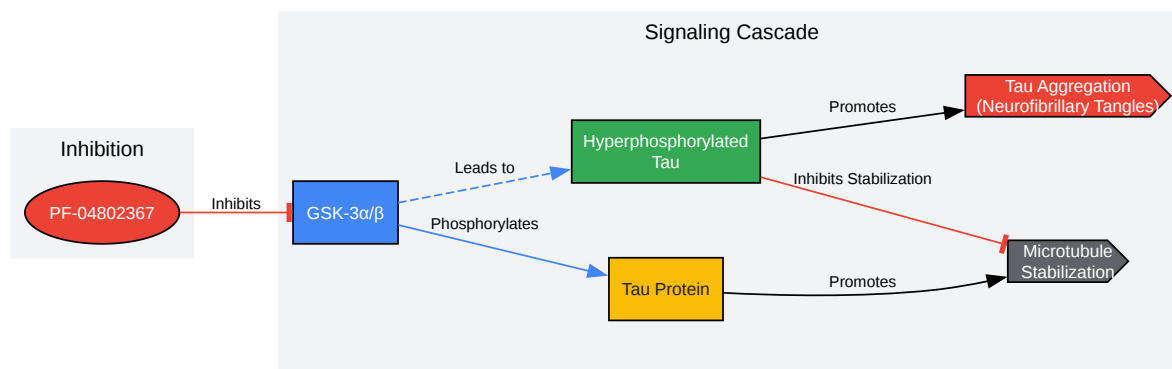 Signaling Cascade
Inhibition
PF-04802367
Inhibits
GSK-3α/β
Leads to
Phosphorylates
Hyperphosphorylated
Tau
Tau Protein
Promotes
Inhibits Stabilization
Promotes
Tau Aggregation
(Neurofibrillary Tangles)
Microtubule
Stabilization